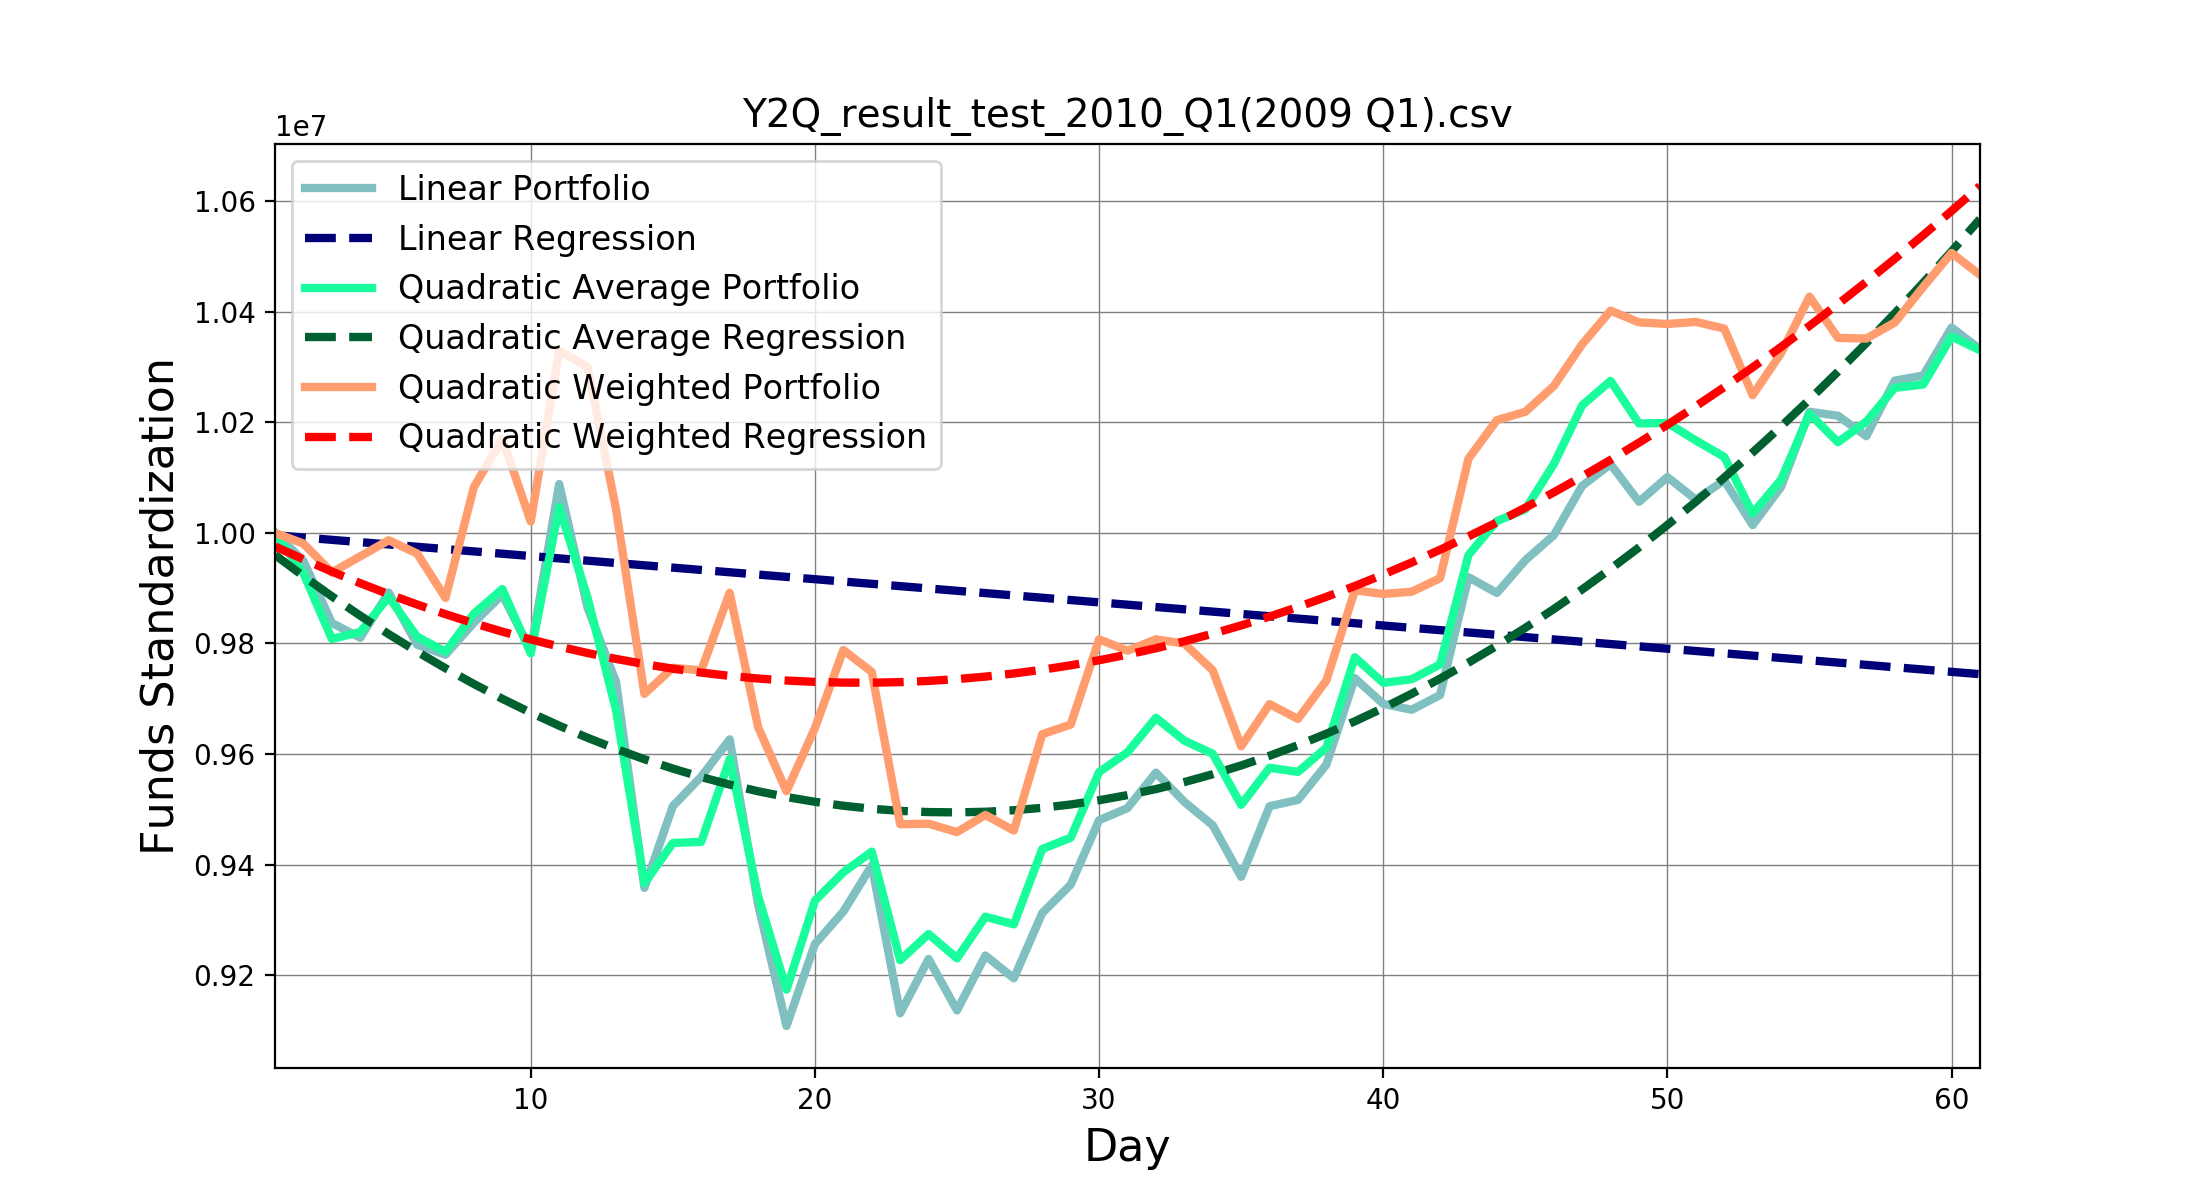 Y2Q_result_test_2010_Q1(2009 Q1).csv
1e7
Linear Portfolio
Linear Regression
Quadratic Average Portfolio
Quadratic Average Regression
Quadratic Weighted Portfolio
Quadratic Weighted Regression
Funds Standardization
1.06
1.04
1.02
1.00
0.98
0.96
0.94
0.92
10 20 30 40 50 60
Day